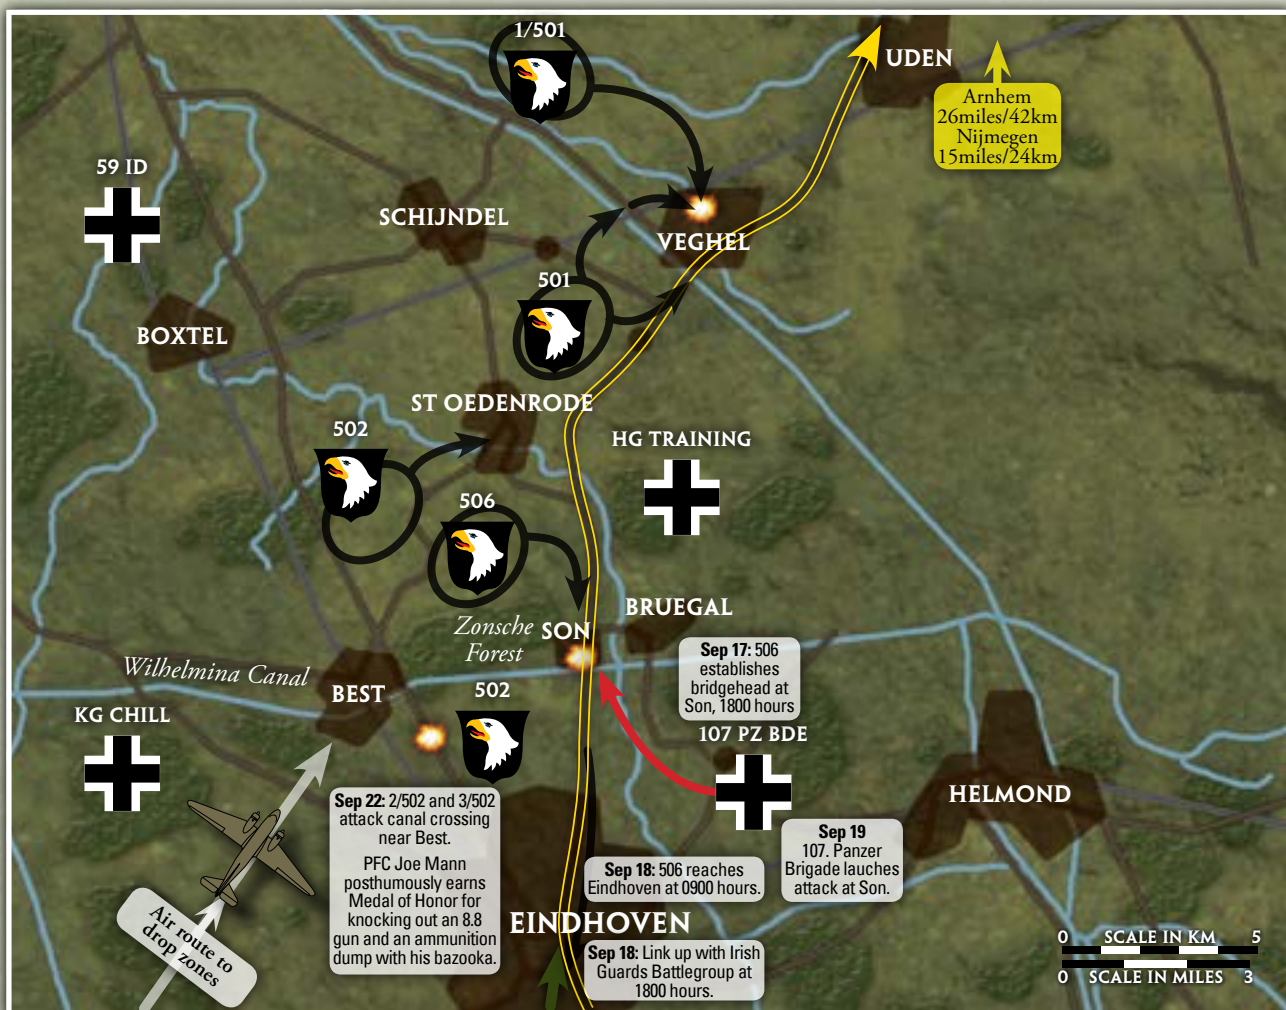 1/501
UDEN
Arnhem
26miles/42km
Nijmegen
15miles/24km
59 ID
SCHIJNDEL
VEGHEL
501
BOXTEL
ST OEDENRODE
502
HG TRAINING
506
BRUEGAL
Zonsche
Forest
SON
Sep 17: 506
establishes
bridgehead at
Son, 1800 hours
Wilhelmina Canal
BEST
502
KG CHILL
107 PZ BDE
HELMOND
Sep 22: 2/502 and 3/502
attack canal crossing
near Best.
PFC Joe Mann
posthumously earns
Medal of Honor for
knocking out an 8.8
gun and an ammunition
dump with his bazooka.
Sep 19
107. Panzer
Brigade lauches
attack at Son.
Sep 18: 506 reaches
Eindhoven at 0900 hours.
EINDHOVEN
Air route to
drop zones
Sep 18: Link up with Irish
Guards Battlegroup at
1800 hours.
0 SCALE IN KM 5
0 SCALE IN MILES 3